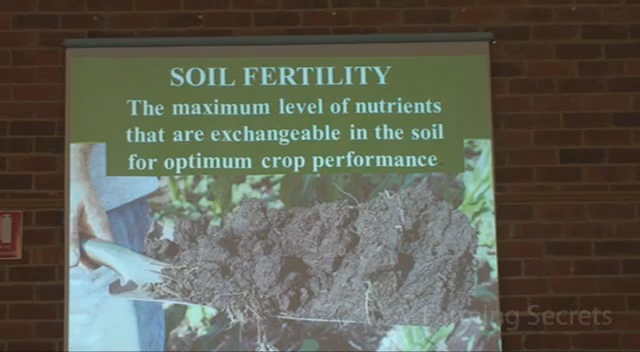 SOIL FERTILITY
The maximum level of nutrients
that are exchangeable in the soil
for optimum crop performance.
Farming Secrets